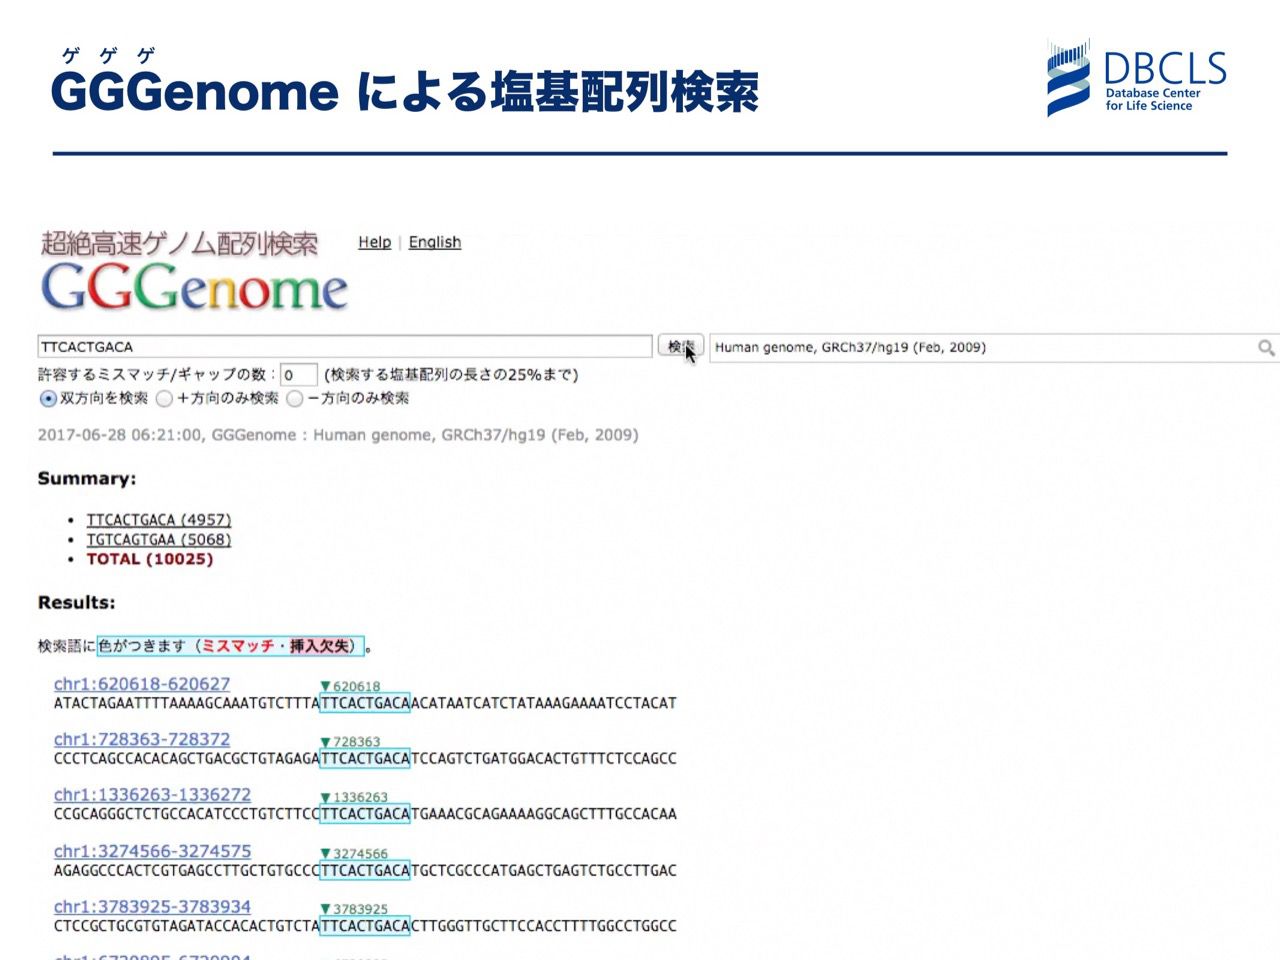 ゲ ゲ ゲ
GGGenome による塩基配列検索
DBCLS
Database Center
for Life Science
超絶高速ゲノム配列検索
Help | English
GGGenome
TTCACTGACA 検索 Human genome, GRCh37/hg19 (Feb, 2009)
許容するミスマッチ/ギャップの数：0 (検索する塩基配列の長さの25%まで)
双方向を検索 +方向のみ検索 -方向のみ検索
2017-06-28 06:21:00, GGGenome : Human genome, GRCh37/hg19 (Feb, 2009)
Summary:
• TTCACTGACA (4957)
• TGTCAGTGAA (5068)
• TOTAL (10025)
Results:
検索語に色がつきます（ミスマッチ・挿入欠失）。
chr1:620618-620627 ▼620618
ATACTAGAATTTTAAAAGCAAATGTCTTTATTCACTGACAACATAATCATCTATAAAGAAAATCCTACAT
chr1:728363-728372 ▼728363
CCCTCAGCCACACAGCTGACGCTGTAGAGATTCACTGACATCCAGTCTGATGGACACTGTTTCTCCAGCC
chr1:1336263-1336272 ▼1336263
CCGCAGGGCTCTGCCACATCCCTGTCTTCCTTCACTGACATGAAACGCAGAAAAGGCAGCTTTGCCACAA
chr1:3274566-3274575 ▼3274566
AGAGGCCCACTCGTGAGCCTTGCTGTGCCCTTCACTGACATGCTCGCCCATGAGCTGAGTCTGCCTTGAC
chr1:3783925-3783934 ▼3783925
CTCCGCTGCGTGTAGATACCACACTGTCTATTCACTGACACTTGGGTTGCTTCCACCTTTTGGCCTGGCC